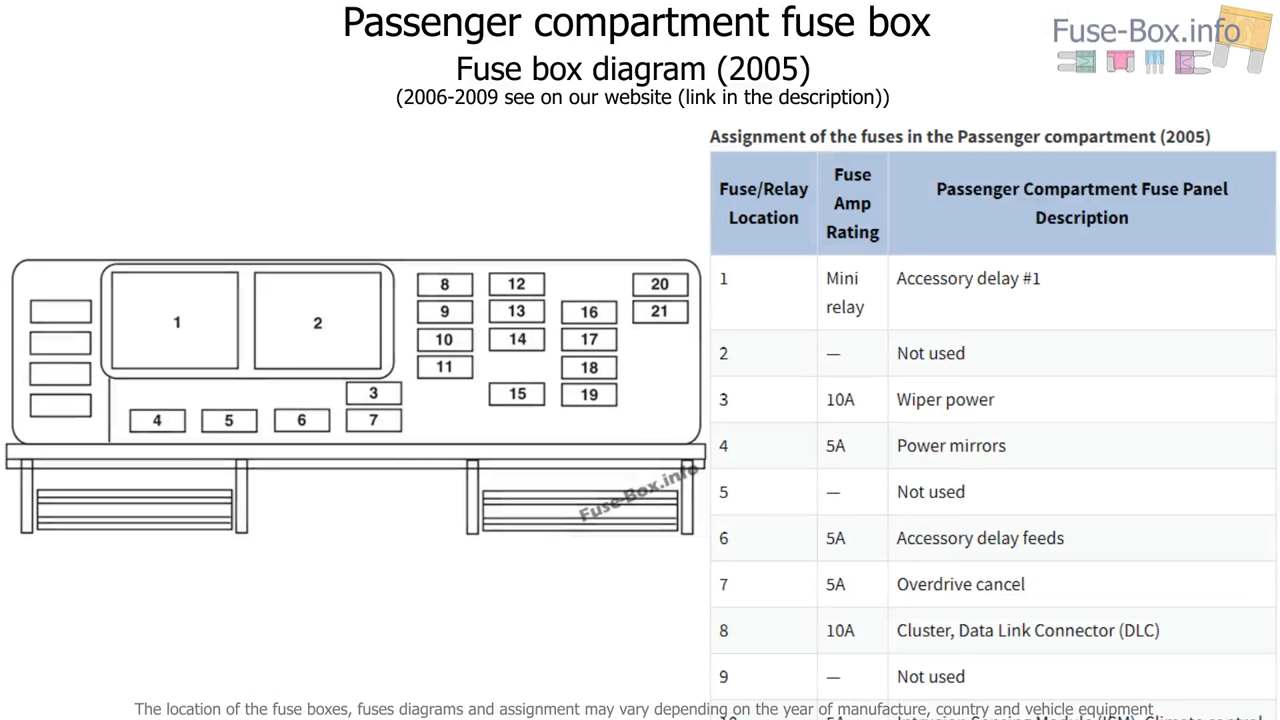 Passenger compartment fuse box
Fuse box diagram (2005)
(2006-2009 see on our website (link in the description))
Fuse-Box.info
Assignment of the fuses in the Passenger compartment (2005)
Fuse/Relay Location
Fuse Amp Rating
Passenger Compartment Fuse Panel Description
1 Mini relay Accessory delay #1
2 — Not used
3 10A Wiper power
4 5A Power mirrors
5 — Not used
6 5A Accessory delay feeds
7 5A Overdrive cancel
8 10A Cluster, Data Link Connector (DLC)
9 — Not used
1 2
8 12 20
9 13 16 21
10 14 17
11 18
3 15 19
4 5 6 7
Fuse-Box.info
The location of the fuse boxes, fuses diagrams and assignment may vary depending on the year of manufacture, country and vehicle equipment